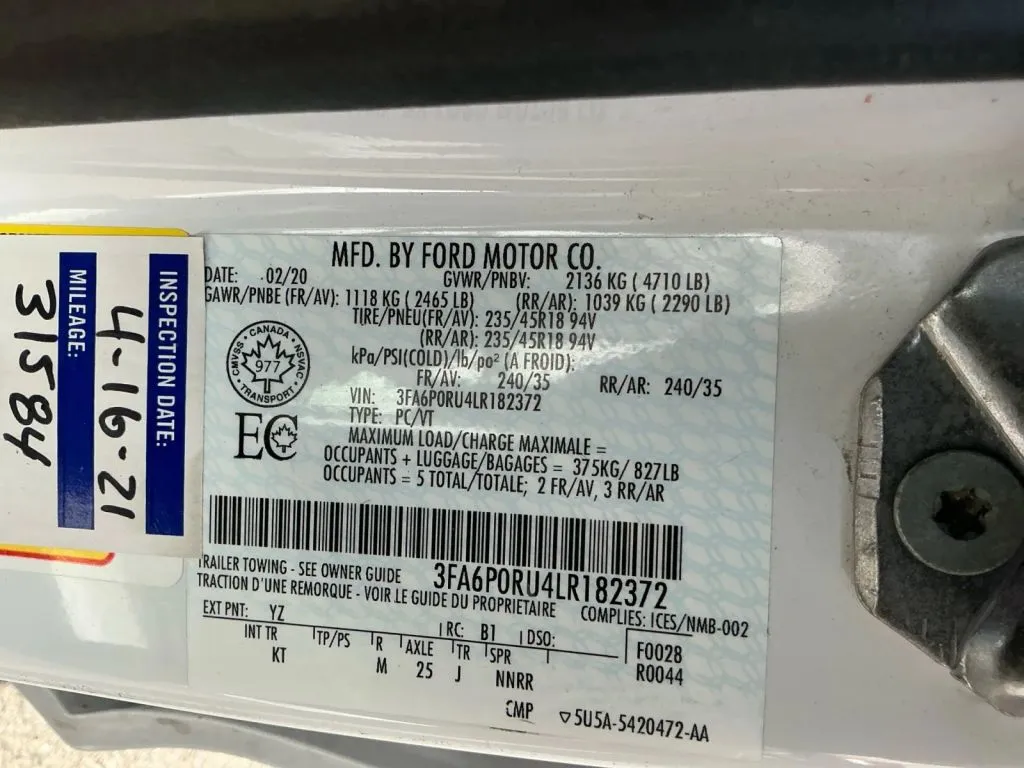 MFD. BY FORD MOTOR CO.
DATE: 02/20 GVWR/PNBV: 2136 KG ( 4710 LB)
GAWR/PNBE (FR/AV): 1118 KG ( 2465 LB) (RR/AR): 1039 KG ( 2290 LB)
TIRE/PNEU(FR/AV): 235/45R18 94V
(RR/AR): 235/45R18 94V
kPa/PSI(COLD)/lb/po² (A FROID):
FR/AV: 240/35 RR/AR: 240/35
VIN: 3FA6P0RU4LR182372
TYPE: PC/VT
MAXIMUM LOAD/CHARGE MAXIMALE =
OCCUPANTS + LUGGAGE/BAGAGES = 375KG/ 827LB
OCCUPANTS = 5 TOTAL/TOTALE; 2 FR/AV, 3 RR/AR
CANADA
CMVSS NSVAC
977
TRANSPORT
EC
3FA6P0RU4LR182372
TRAILER TOWING - SEE OWNER GUIDE
TRACTION D'UNE REMORQUE - VOIR LE GUIDE DU PROPRIETAIRE
COMPLIES: ICES/NMB-002
EXT PNT: YZ RC: B1 DSO:
INT TR TP/PS R AXLE TR SPR
KT M 25 J NNRR
F0028
R0044
CMP ▽5U5A-5420472-AA
INSPECTION DATE:
4-16-21
MILEAGE:
31584